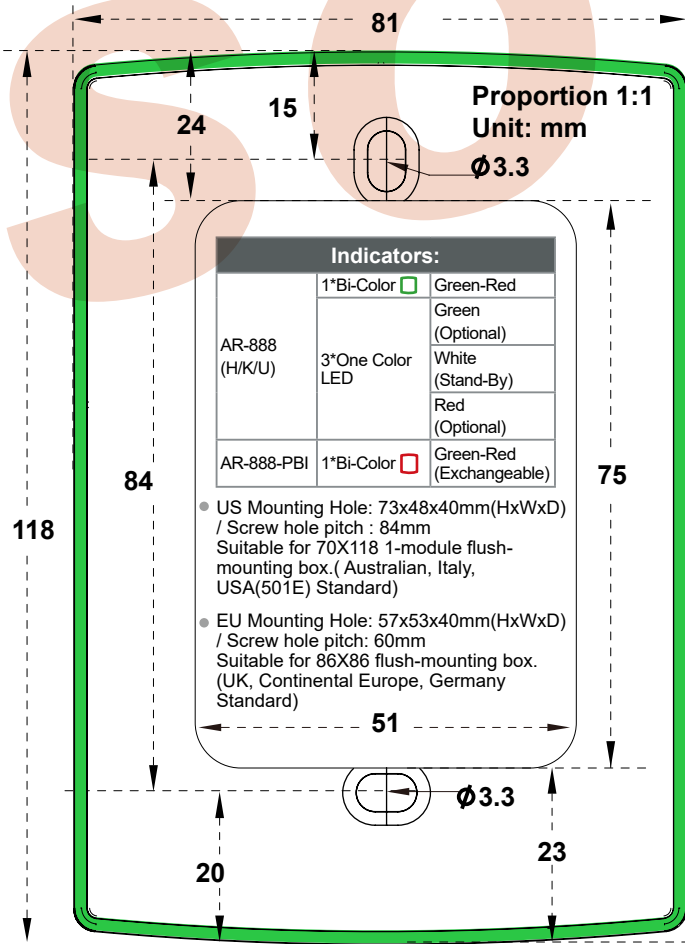 SO
81
Proportion 1:1
Unit: mm
15
24
ϕ3.3
Indicators:
1*Bi-Color Green-Red
AR-888
(H/K/U)
3*One Color
LED
Green
(Optional)
White
(Stand-By)
Red
(Optional)
AR-888-PBI 1*Bi-Color Green-Red
(Exchangeable)
84
75
118
US Mounting Hole: 73x48x40mm(HxWxD)
/ Screw hole pitch : 84mm
Suitable for 70X118 1-module flush-
mounting box.( Australian, Italy,
USA(501E) Standard)
EU Mounting Hole: 57x53x40mm(HxWxD)
/ Screw hole pitch: 60mm
Suitable for 86X86 flush-mounting box.
(UK, Continental Europe, Germany
Standard)
51
ϕ3.3
20
23